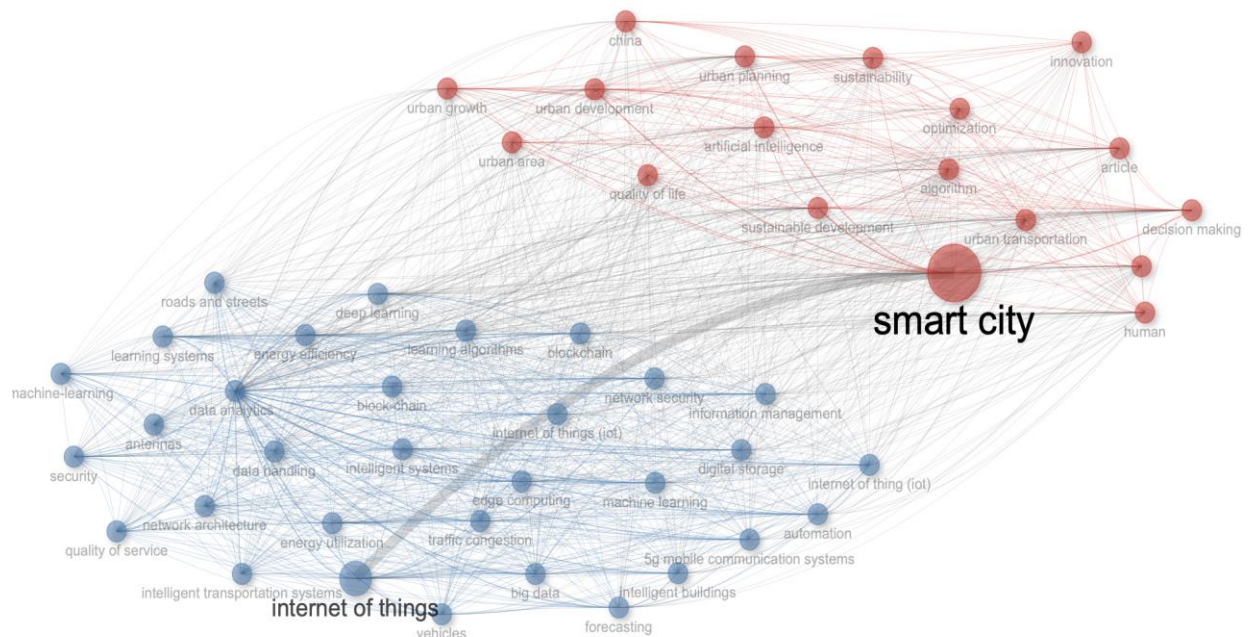 china
innovation
urban planning
sustainability
urban growth
urban development
optimization
artificial intelligence
urban area
article
quality of life
algorithm
sustainable development
urban transportation
decision making
smart city
human
roads and streets
deep learning
learning systems
energy efficiency
learning algorithms
blockchain
machine-learning
data analytics
block-chain
network security
information management
antennas
internet of things (iot)
security
data handling
intelligent systems
digital storage
internet of thing (iot)
edge computing
machine learning
network architecture
quality of service
energy utilization
traffic congestion
automation
5g mobile communication systems
intelligent transportation systems
big data
intelligent buildings
internet of things
vehicles
forecasting